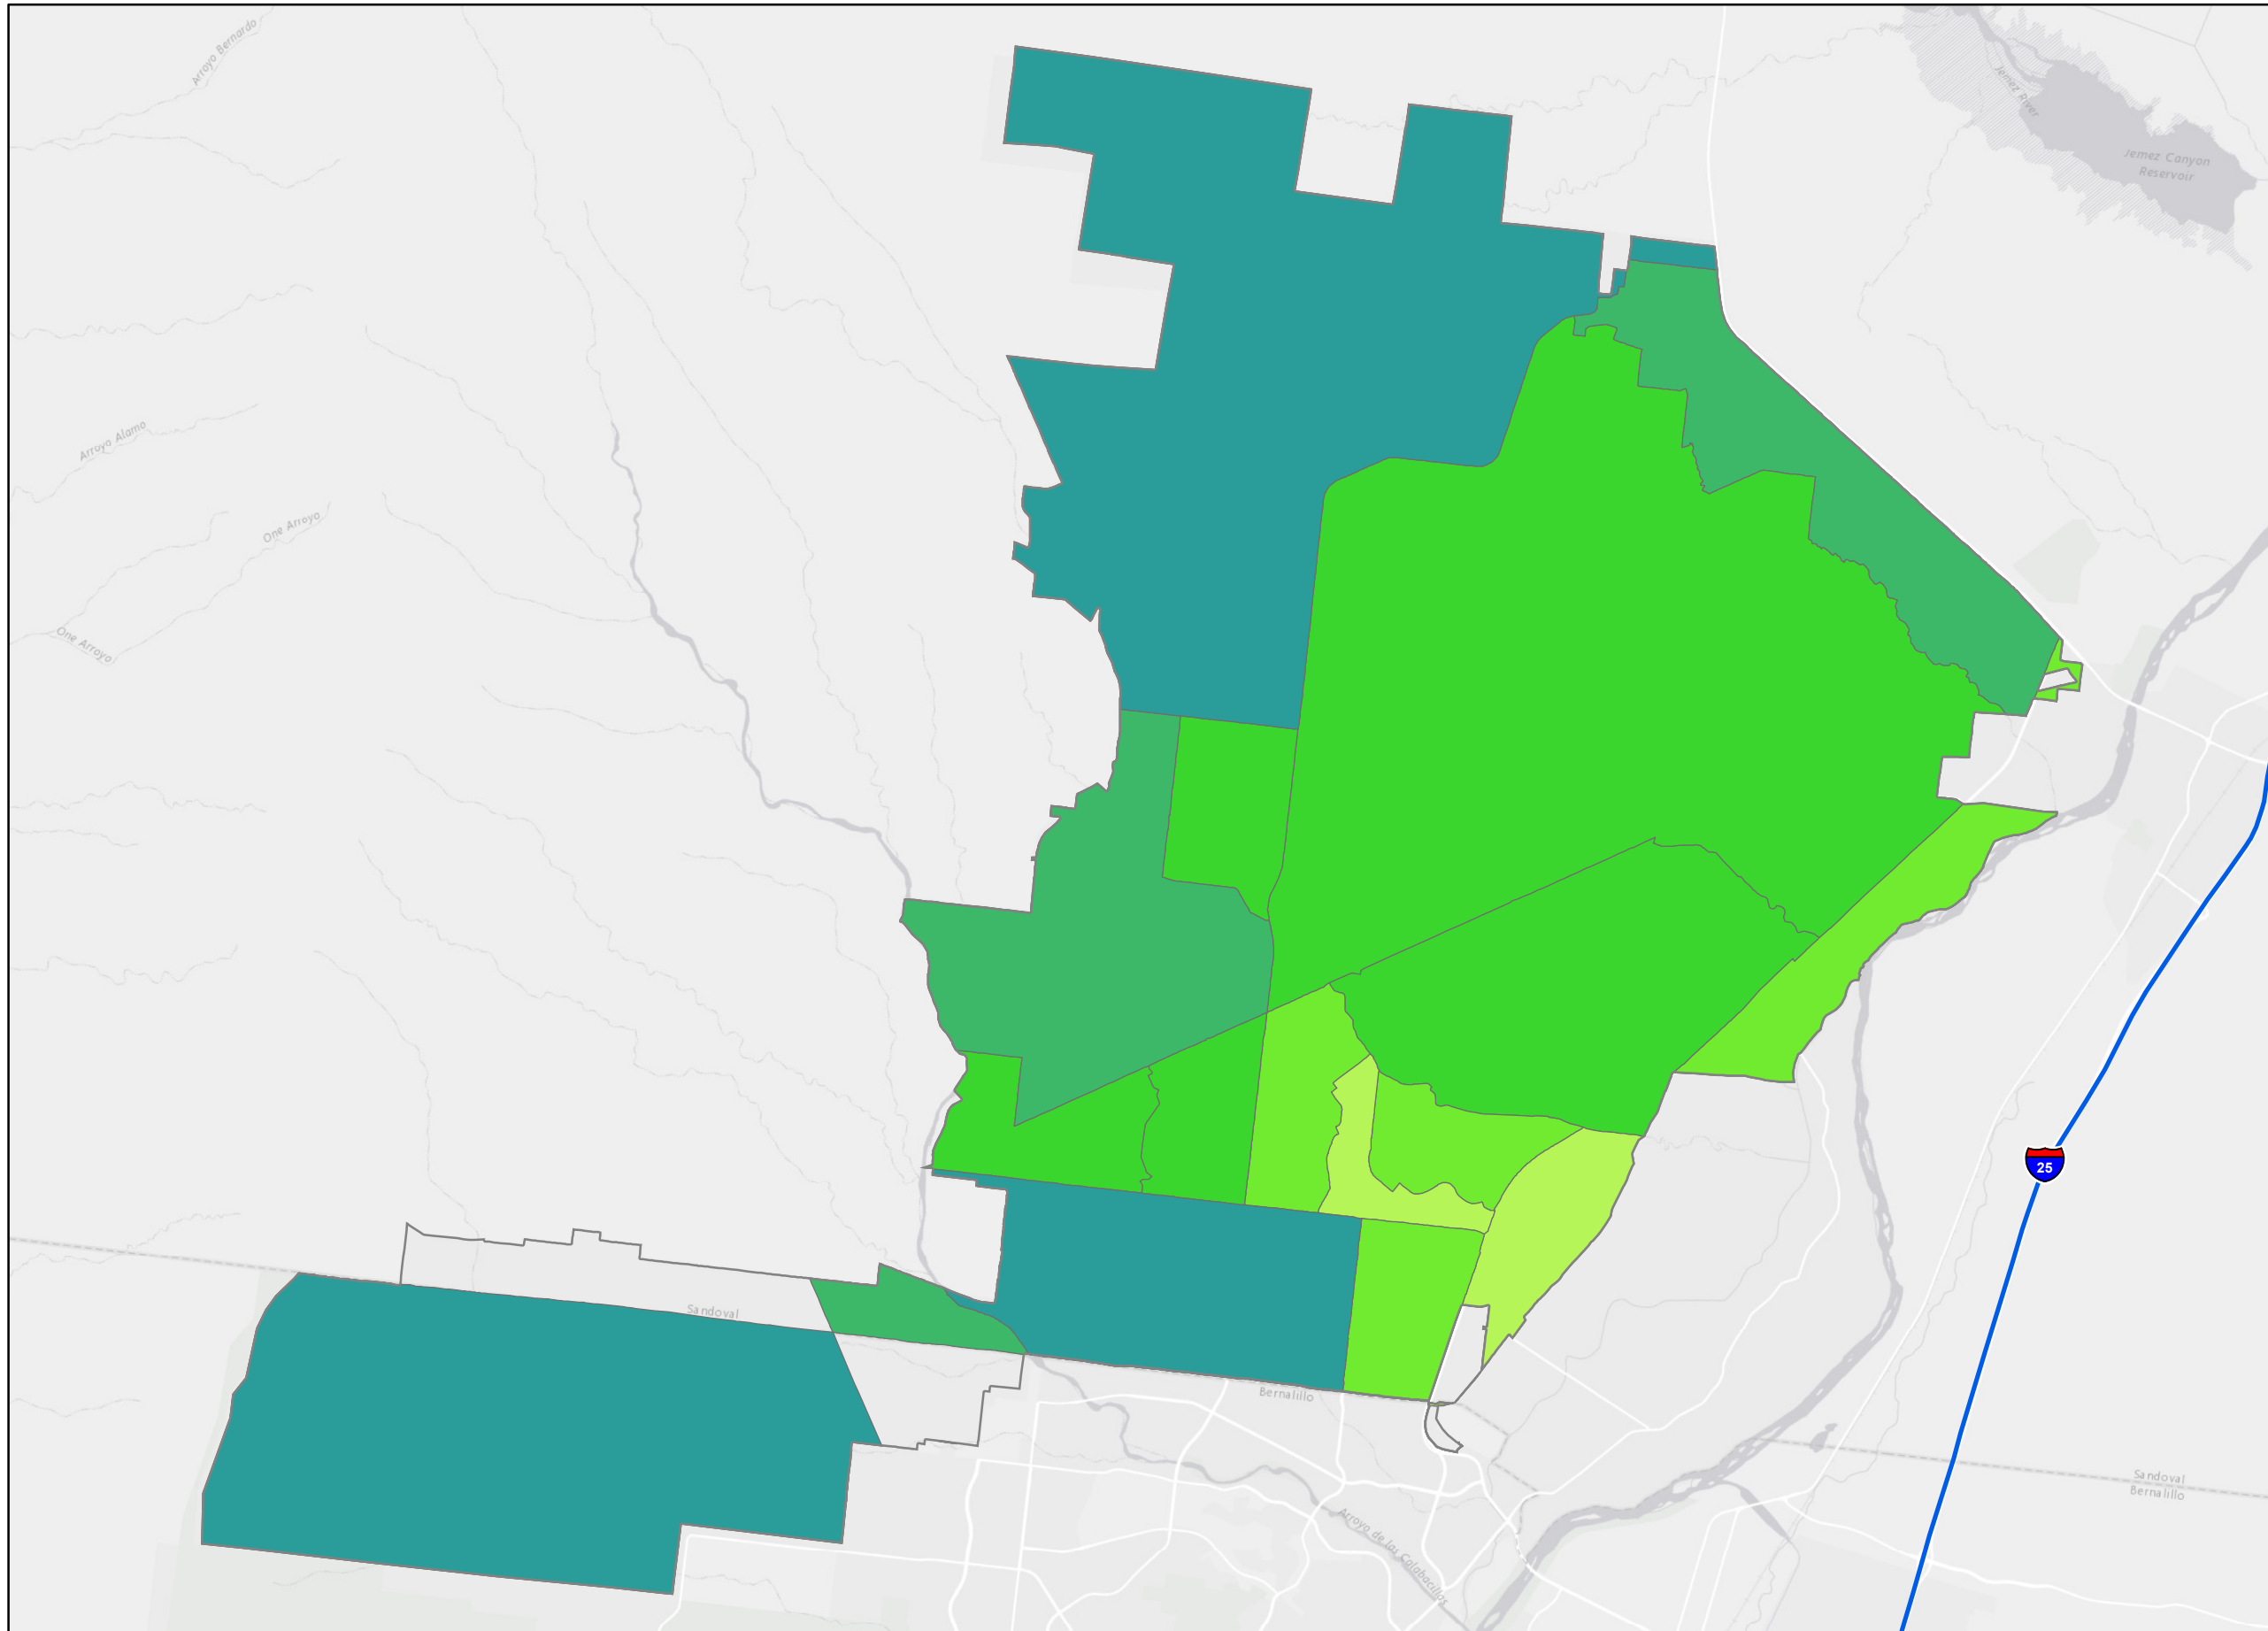 Arroyo Bernardo
Jemez River
Jemez Canyon
Reservoir
Arroyo Alamo
One Arroyo
One Arroyo
25
Sandoval
Bernalillo
Sandoval
Bernalillo
Arroyo de las Calabacillas